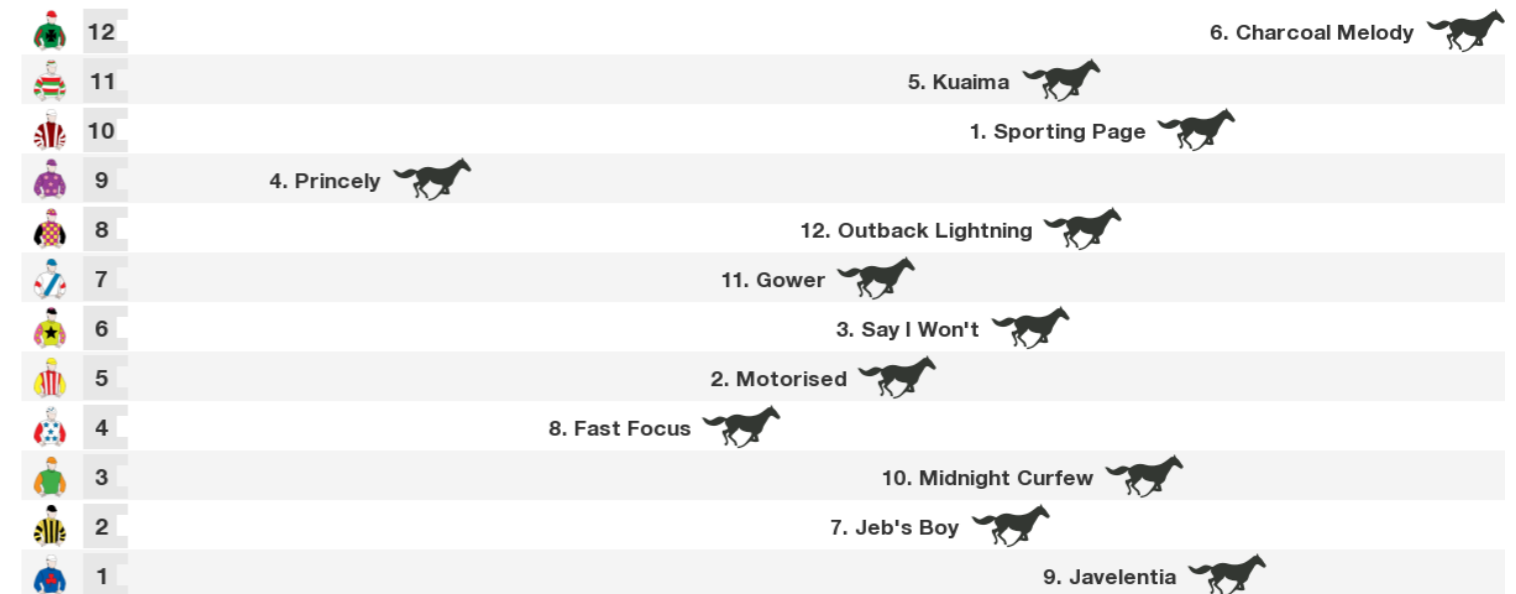 12 6. Charcoal Melody
11 5. Kuaima
10 1. Sporting Page
9 4. Princely
8 12. Outback Lightning
7 11. Gower
6 3. Say I Won't
5 2. Motorised
4 8. Fast Focus
3 10. Midnight Curfew
2 7. Jeb's Boy
1 9. Javelentia